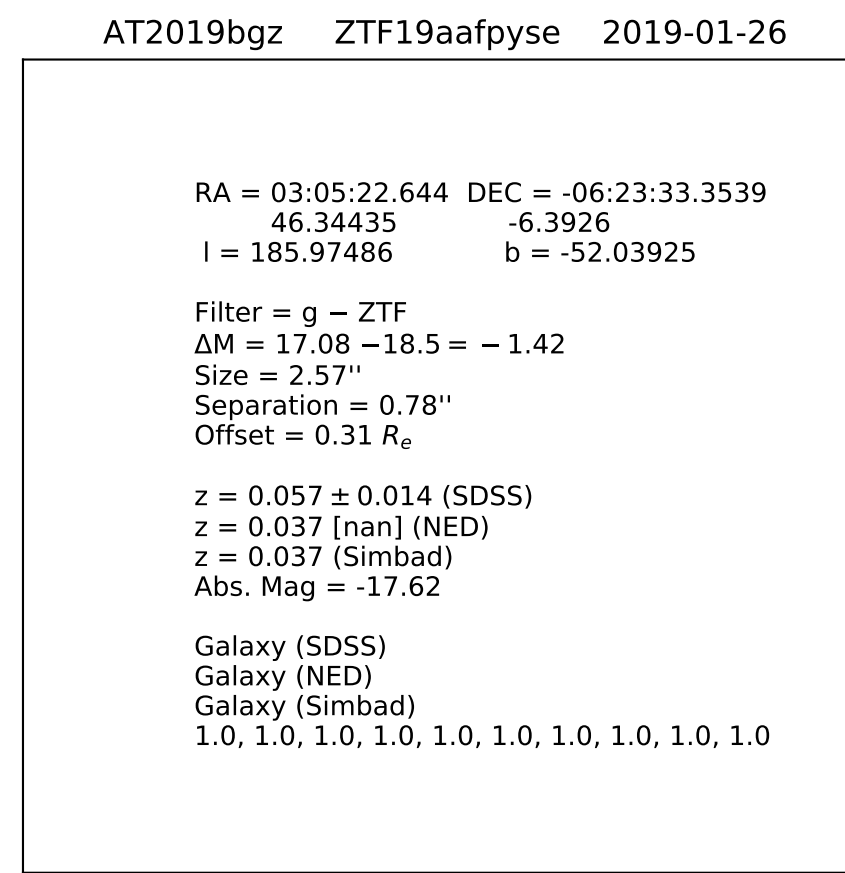 AT2019bgz ZTF19aafpyse 2019-01-26
RA = 03:05:22.644 DEC = -06:23:33.3539
46.34435 -6.3926
l = 185.97486 b = -52.03925
Filter = g − ZTF
ΔM = 17.08 −18.5 = − 1.42
Size = 2.57''
Separation = 0.78''
Offset = 0.31 Rₑ
z = 0.057 ± 0.014 (SDSS)
z = 0.037 [nan] (NED)
z = 0.037 (Simbad)
Abs. Mag = -17.62
Galaxy (SDSS)
Galaxy (NED)
Galaxy (Simbad)
1.0, 1.0, 1.0, 1.0, 1.0, 1.0, 1.0, 1.0, 1.0, 1.0